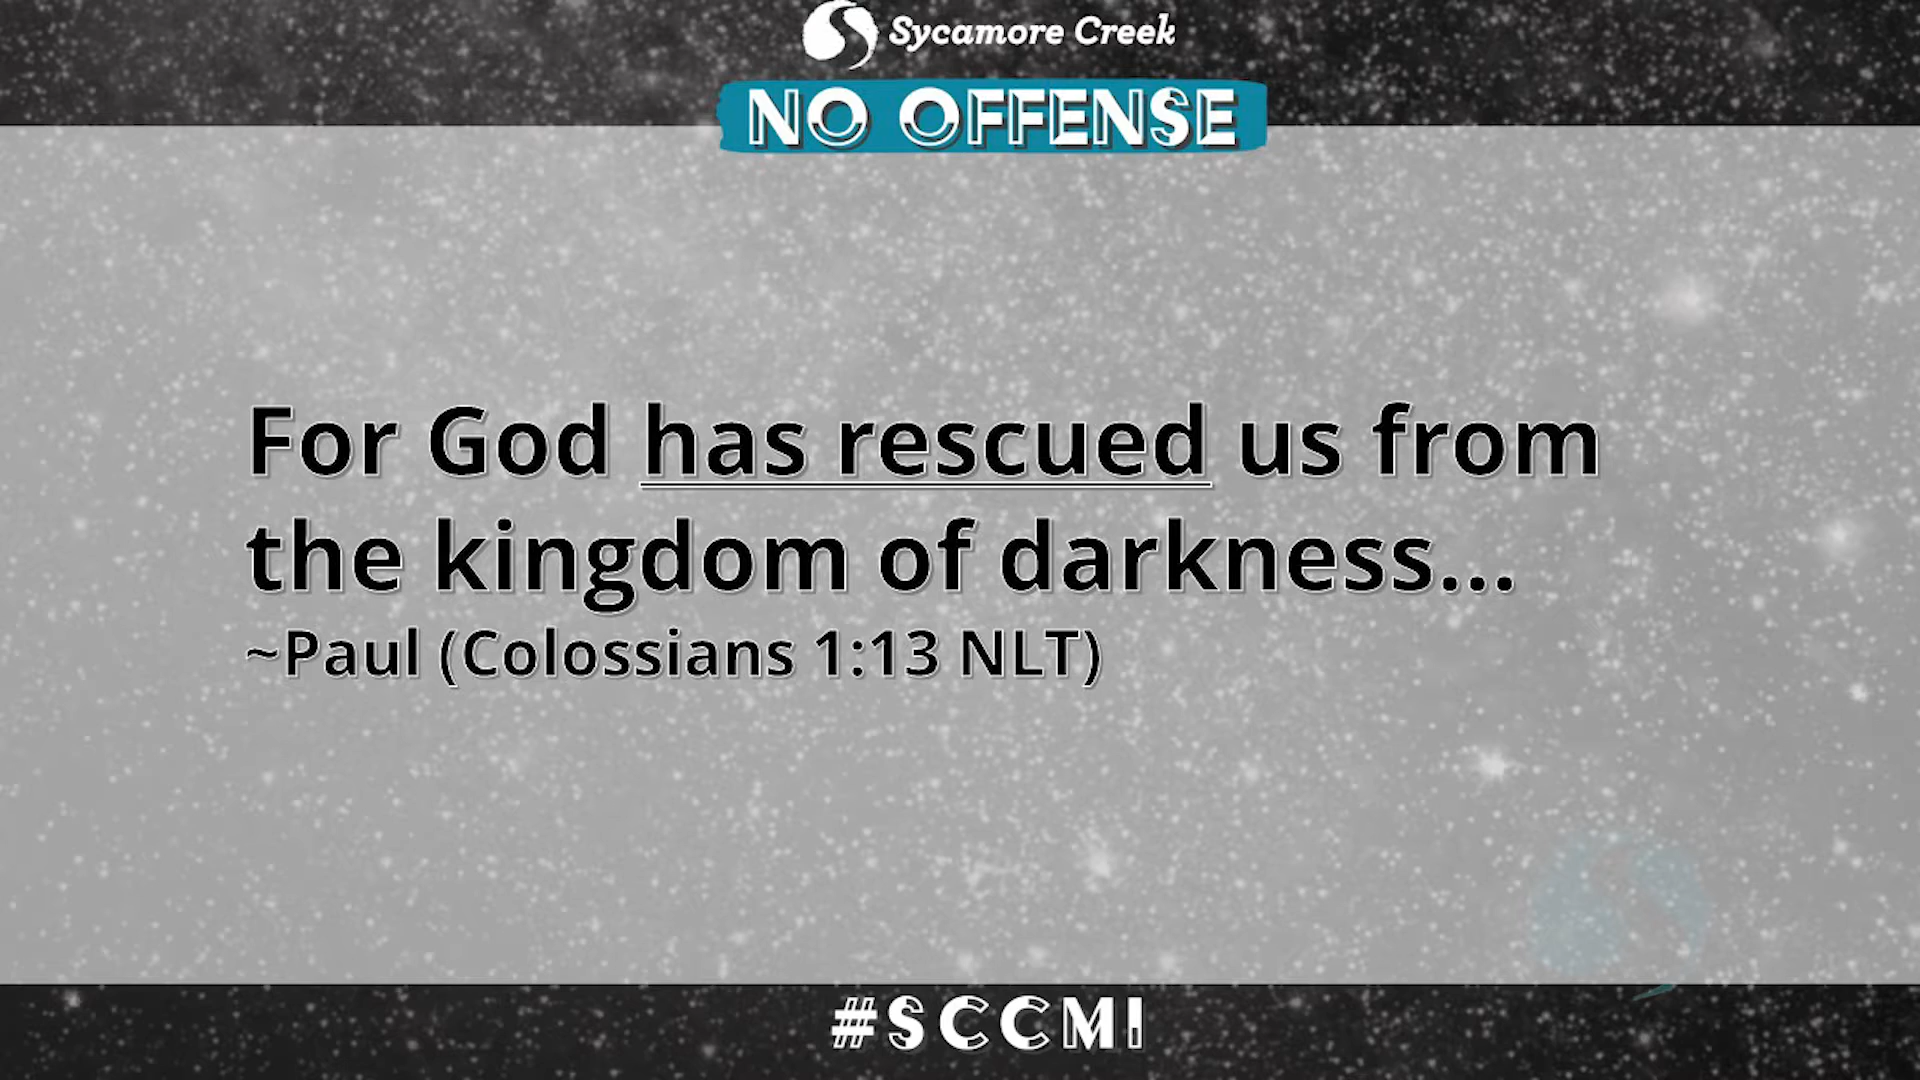 Sycamore Creek
NO OFFENSE
For God has rescued us from
the kingdom of darkness...
~Paul (Colossians 1:13 NLT)
#SCCMI